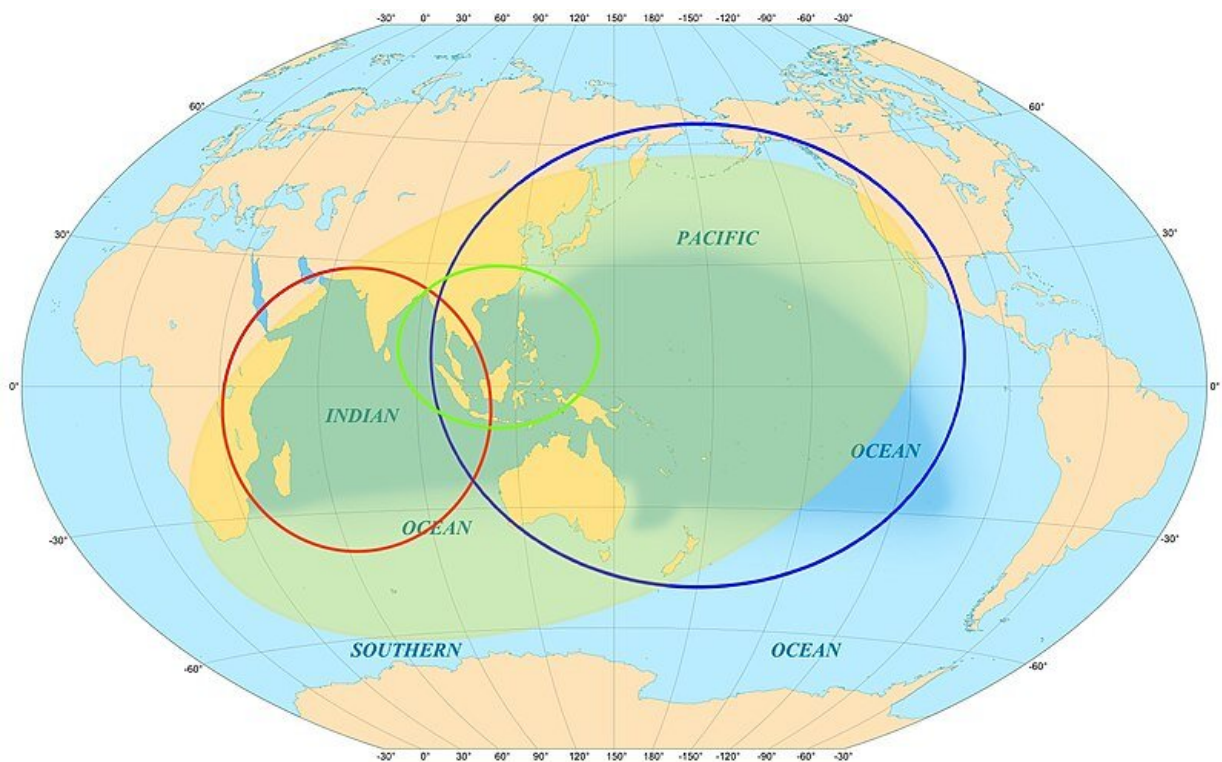 -30° 0° 30° 60° 90° 120° 150° 180° -150° -120° -90° -60° -30°
60° 60°
30° PACIFIC 30°
0° 0°
INDIAN
OCEAN
OCEAN
-30° -30°
SOUTHERN OCEAN
-60° -60°
-30° 0° 30° 60° 90° 120° 150° 180° -150° -120° -90° -60° -30°